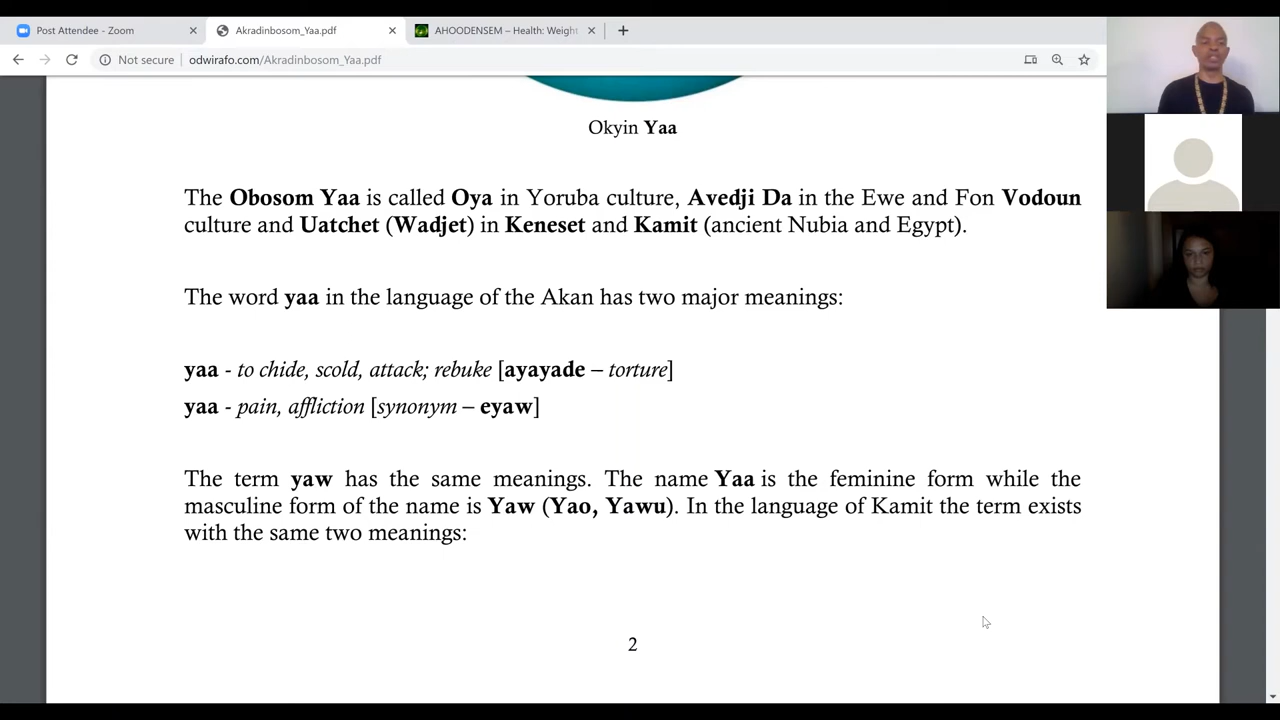 Post Attendee - Zoom
Akradinbosom_Yaa.pdf
AHOODENSEM – Health: Weight
Not secure
odwirafo.com/Akradinbosom_Yaa.pdf
Okyin Yaa
The Obosom Yaa is called Oya in Yoruba culture, Avedji Da in the Ewe and Fon Vodoun
culture and Uatchet (Wadjet) in Keneset and Kamit (ancient Nubia and Egypt).
The word yaa in the language of the Akan has two major meanings:
yaa - to chide, scold, attack; rebuke [ayayade – torture]
yaa - pain, affliction [synonym – eyaw]
The term yaw has the same meanings. The name Yaa is the feminine form while the
masculine form of the name is Yaw (Yao, Yawu). In the language of Kamit the term exists
with the same two meanings:
2